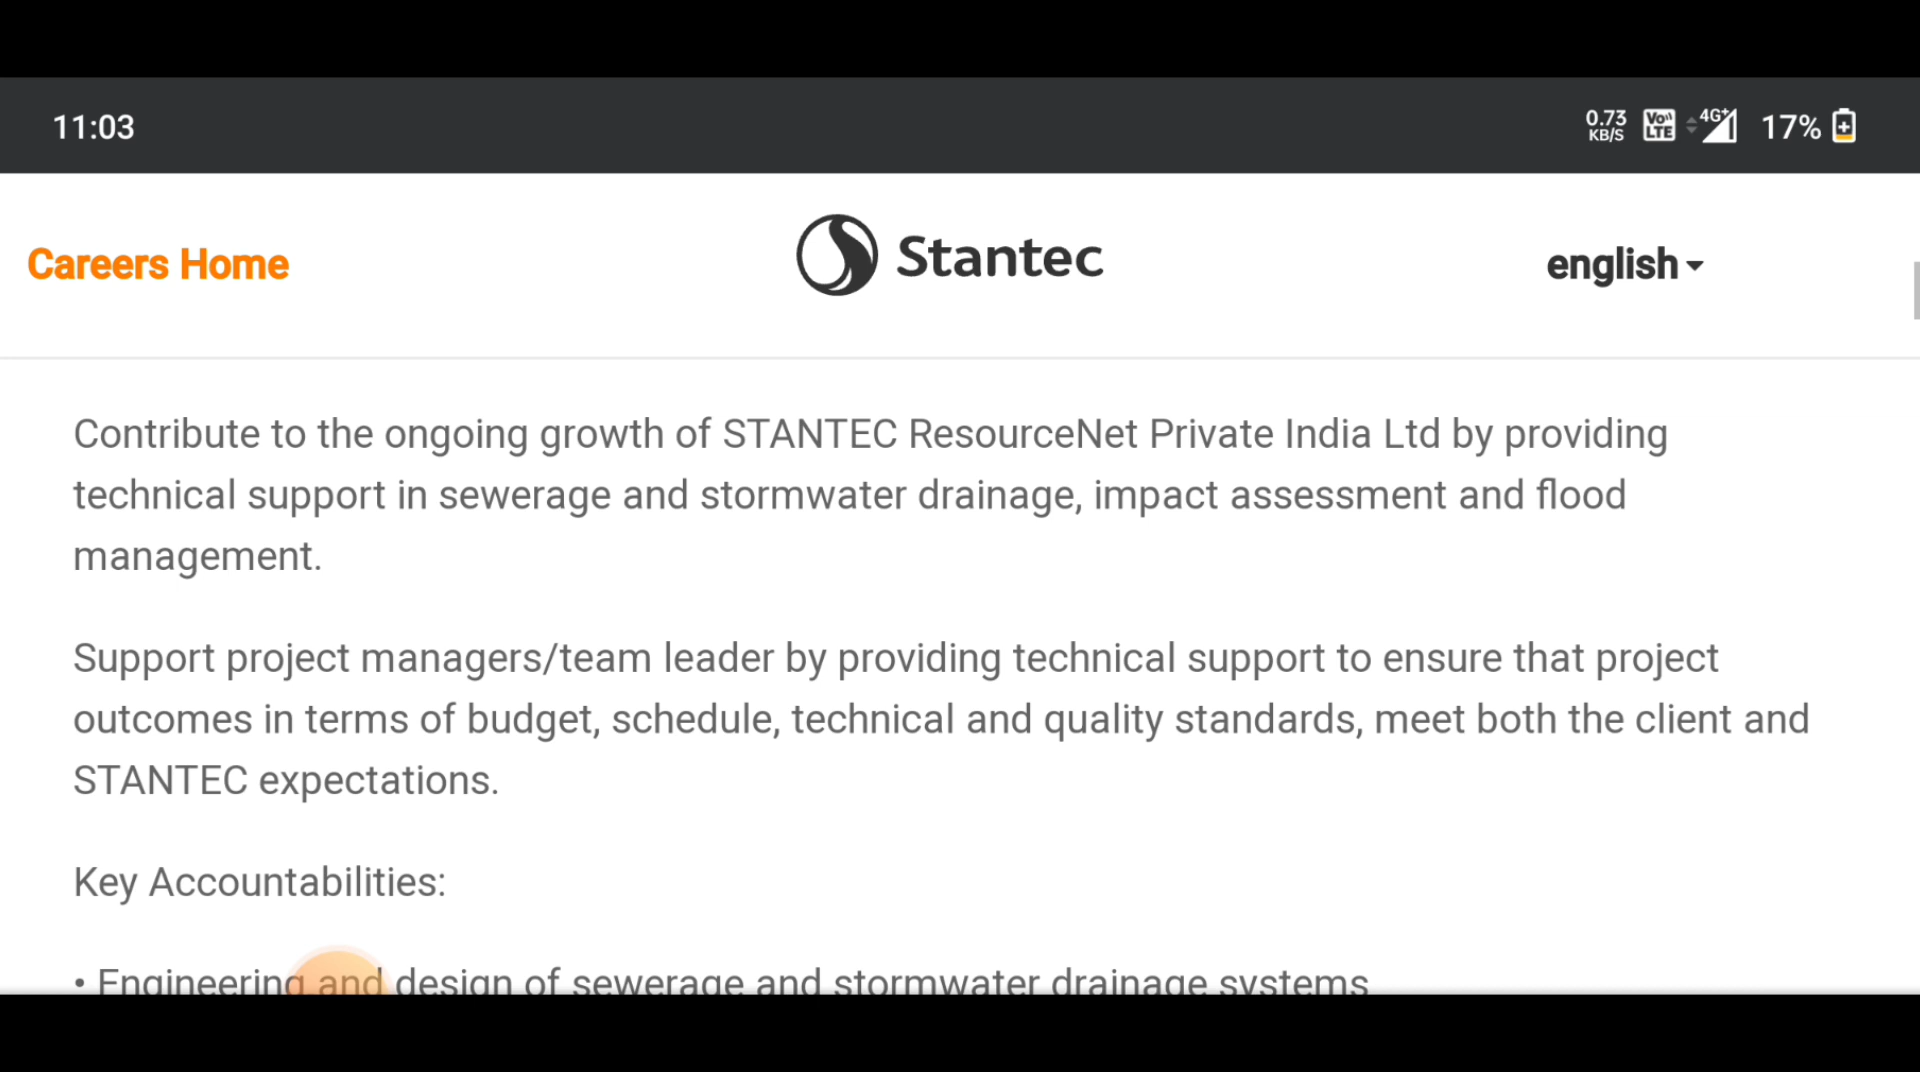 11:03
0.73
KB/S
Vo))
LTE
4G+
17%
Careers Home
Stantec
english
Contribute to the ongoing growth of STANTEC ResourceNet Private India Ltd by providing
technical support in sewerage and stormwater drainage, impact assessment and flood
management.
Support project managers/team leader by providing technical support to ensure that project
outcomes in terms of budget, schedule, technical and quality standards, meet both the client and
STANTEC expectations.
Key Accountabilities:
• Engineering and design of sewerage and stormwater drainage systems